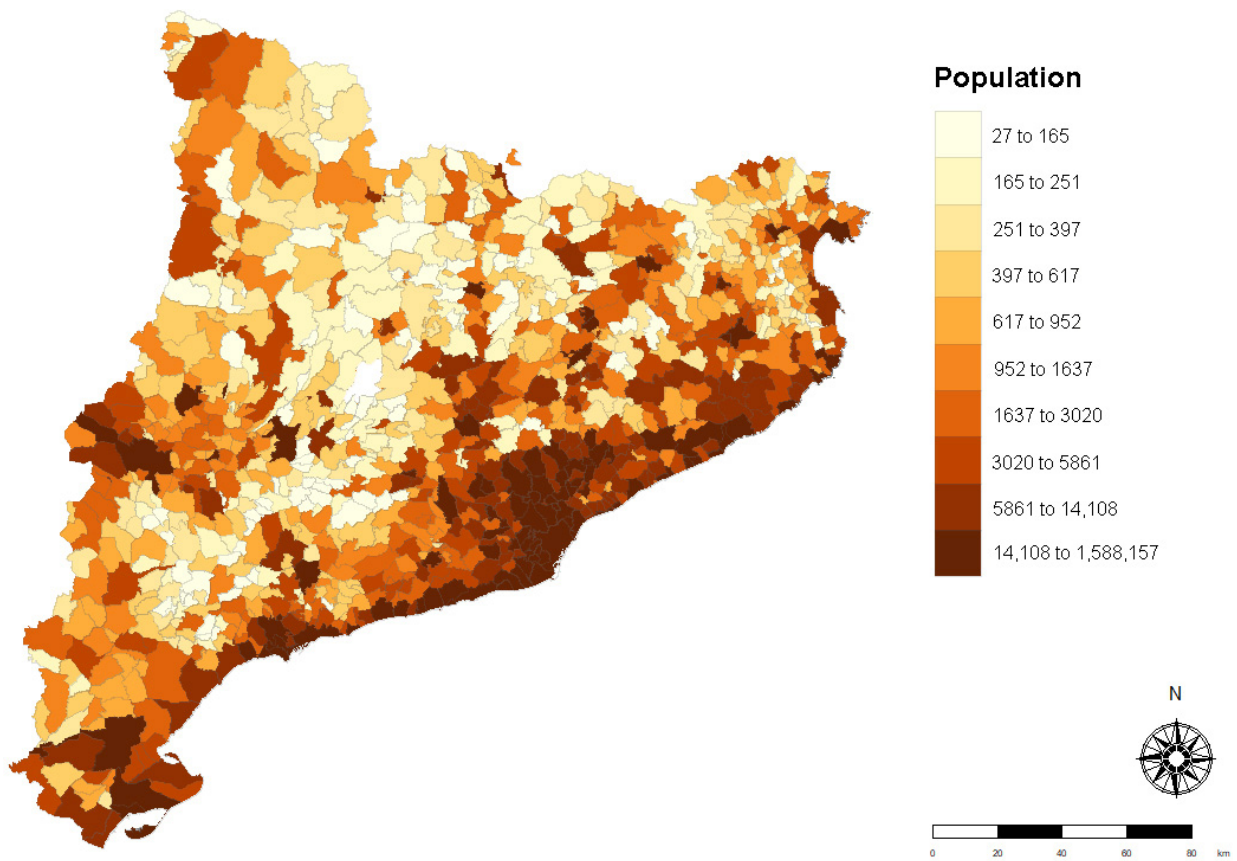 Population
27 to 165
165 to 251
251 to 397
397 to 617
617 to 952
952 to 1637
1637 to 3020
3020 to 5861
5861 to 14,108
14,108 to 1,588,157
N
0 20 40 60 80 km